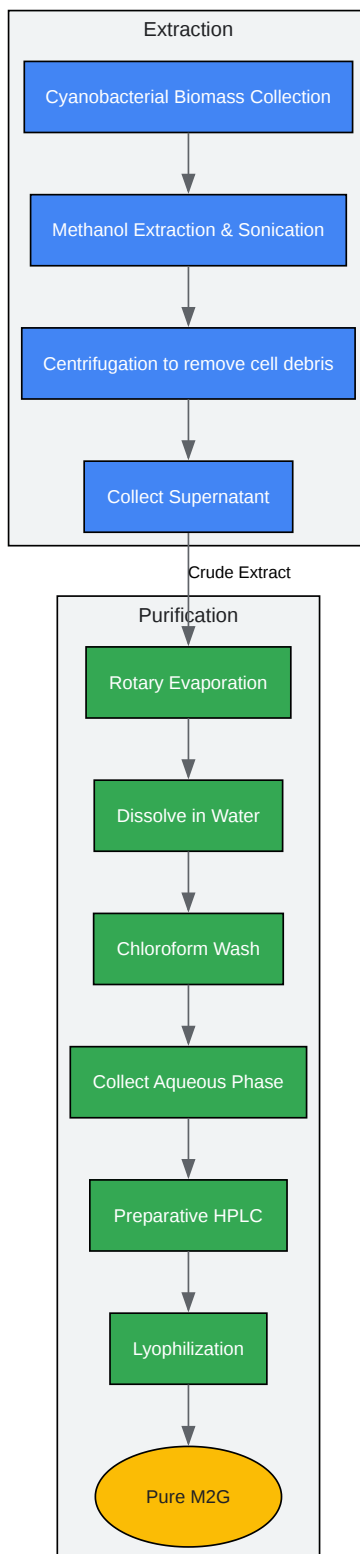 Extraction
Cyanobacterial Biomass Collection
Methanol Extraction & Sonication
Centrifugation to remove cell debris
Collect Supernatant
Crude Extract
Purification
Rotary Evaporation
Dissolve in Water
Chloroform Wash
Collect Aqueous Phase
Preparative HPLC
Lyophilization
Pure M2G